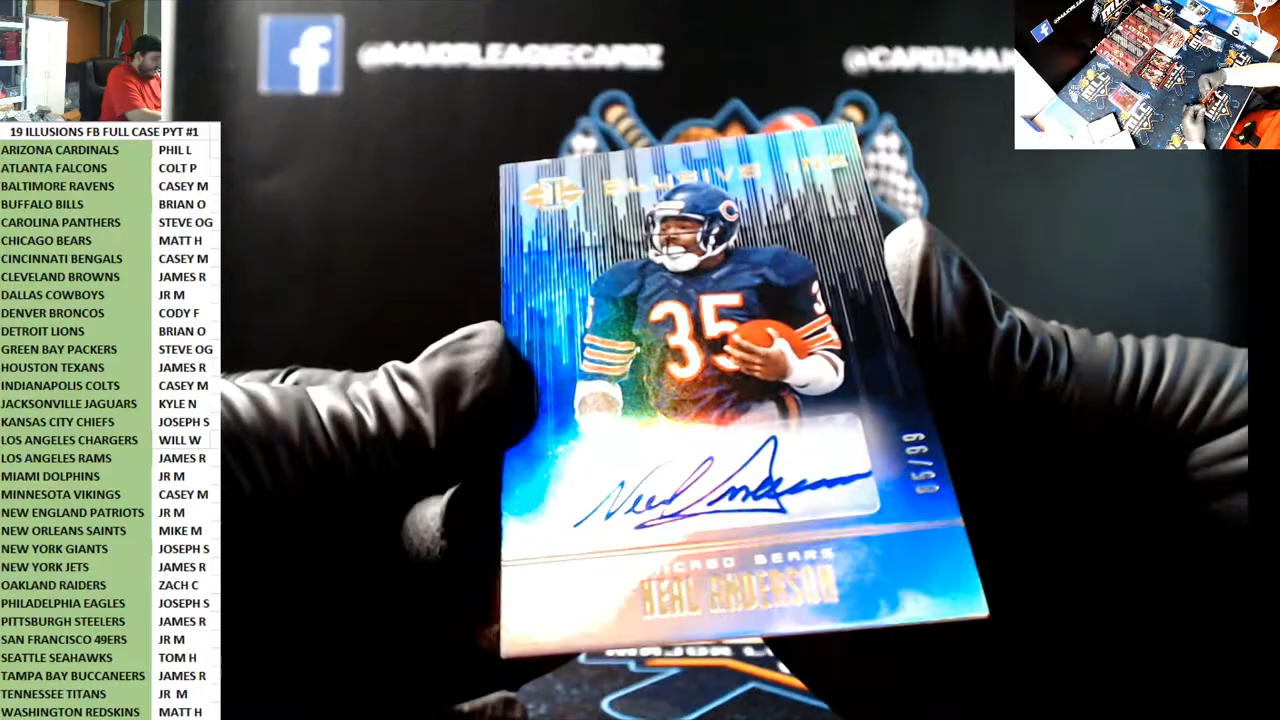 @MAJORLEAGUECARDZ
@CARDZMAN
19 ILLUSIONS FB FULL CASE PYT #1
ARIZONA CARDINALS PHIL L
ATLANTA FALCONS COLT P
BALTIMORE RAVENS CASEY M
BUFFALO BILLS BRIAN O
CAROLINA PANTHERS STEVE OG
CHICAGO BEARS MATT H
CINCINNATI BENGALS CASEY M
CLEVELAND BROWNS JAMES R
DALLAS COWBOYS JR M
DENVER BRONCOS CODY F
DETROIT LIONS BRIAN O
GREEN BAY PACKERS STEVE OG
HOUSTON TEXANS JAMES R
INDIANAPOLIS COLTS CASEY M
JACKSONVILLE JAGUARS KYLE N
KANSAS CITY CHIEFS JOSEPH S
LOS ANGELES CHARGERS WILL W
LOS ANGELES RAMS JAMES R
MIAMI DOLPHINS JR M
MINNESOTA VIKINGS CASEY M
NEW ENGLAND PATRIOTS JR M
NEW ORLEANS SAINTS MIKE M
NEW YORK GIANTS JOSEPH S
NEW YORK JETS JAMES R
OAKLAND RAIDERS ZACH C
PHILADELPHIA EAGLES JOSEPH S
PITTSBURGH STEELERS JAMES R
SAN FRANCISCO 49ERS JR M
SEATTLE SEAHAWKS TOM H
TAMPA BAY BUCCANEERS JAMES R
TENNESSEE TITANS JR M
WASHINGTON REDSKINS MATT H
ELUSIVE INK
35
Neal Anderson
85/99
CHICAGO BEARS
NEAL ANDERSON